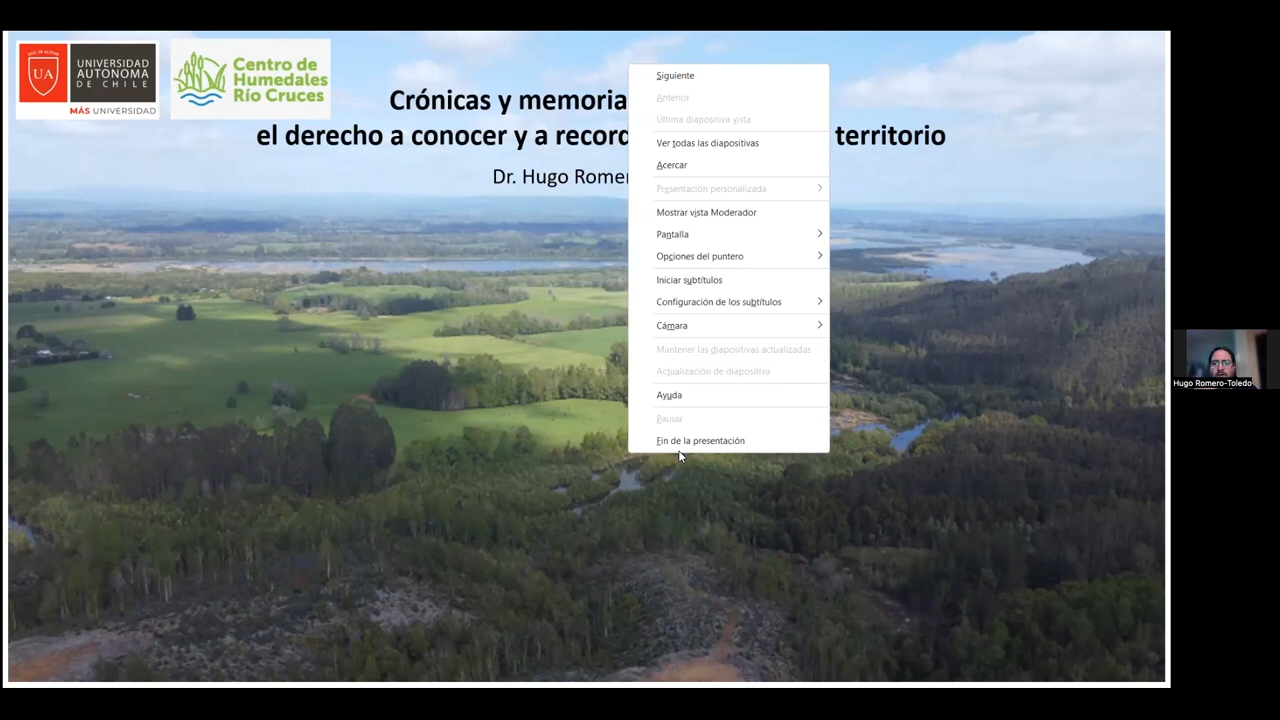 UNIVERSIDAD
AUTONOMA
DE CHILE
UA
MÁS UNIVERSIDAD
Centro de
Humedales
Río Cruces
Crónicas y memoria
el derecho a conocer y a record
territorio
Dr. Hugo Romer
Siguiente
Anterior
Última diapositiva vista
Ver todas las diapositivas
Acercar
Presentación personalizada
Mostrar vista Moderador
Pantalla
Opciones del puntero
Iniciar subtítulos
Configuración de los subtítulos
Cámara
Mantener las diapositivas actualizadas
Actualización de diapositiva
Ayuda
Pausar
Fin de la presentación
Hugo Romero-Toledo